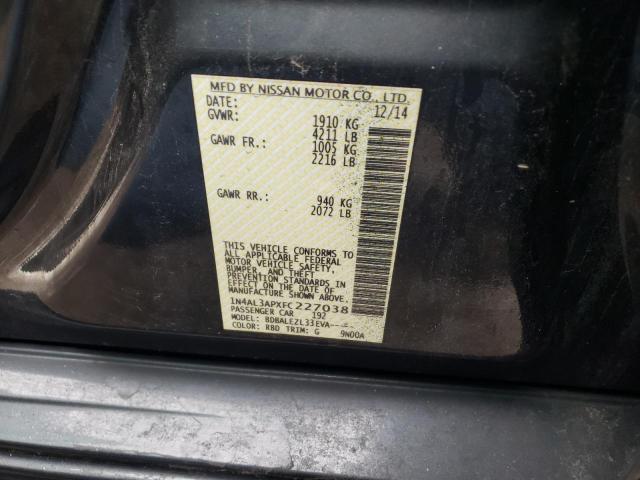 MFD BY NISSAN MOTOR CO., LTD.
DATE: 12/14
GVWR: 1910 KG
4211 LB
GAWR FR.: 1005 KG
2216 LB
GAWR RR.: 940 KG
2072 LB
THIS VEHICLE CONFORMS TO
ALL APPLICABLE FEDERAL
MOTOR VEHICLE SAFETY,
BUMPER, AND THEFT
PREVENTION STANDARDS IN
EFFECT ON THE DATE OF
MANUFACTURE SHOWN ABOVE.
1N4AL3APXFC227038
PASSENGER CAR 192
MODEL: BDBALEZL33EVA----
COLOR: RBD TRIM: G 9N00A